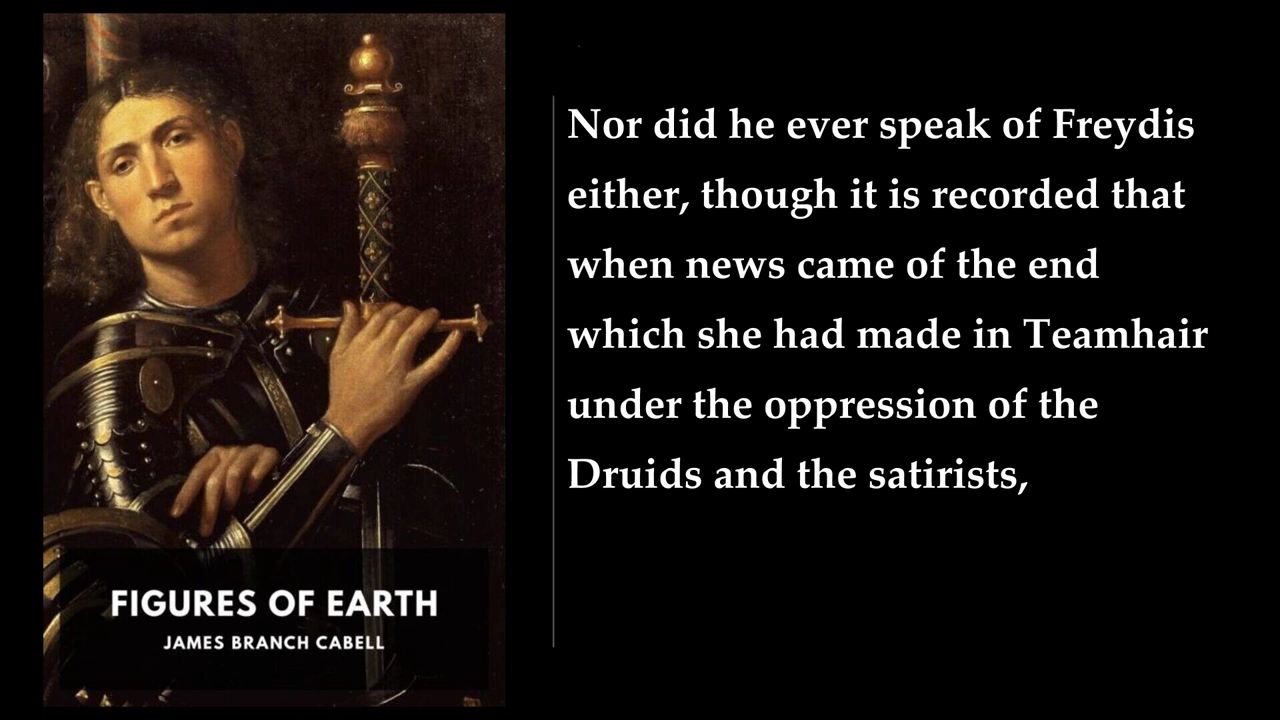 FIGURES OF EARTH
JAMES BRANCH CABELL
Nor did he ever speak of Freydis
either, though it is recorded that
when news came of the end
which she had made in Teamhair
under the oppression of the
Druids and the satirists,